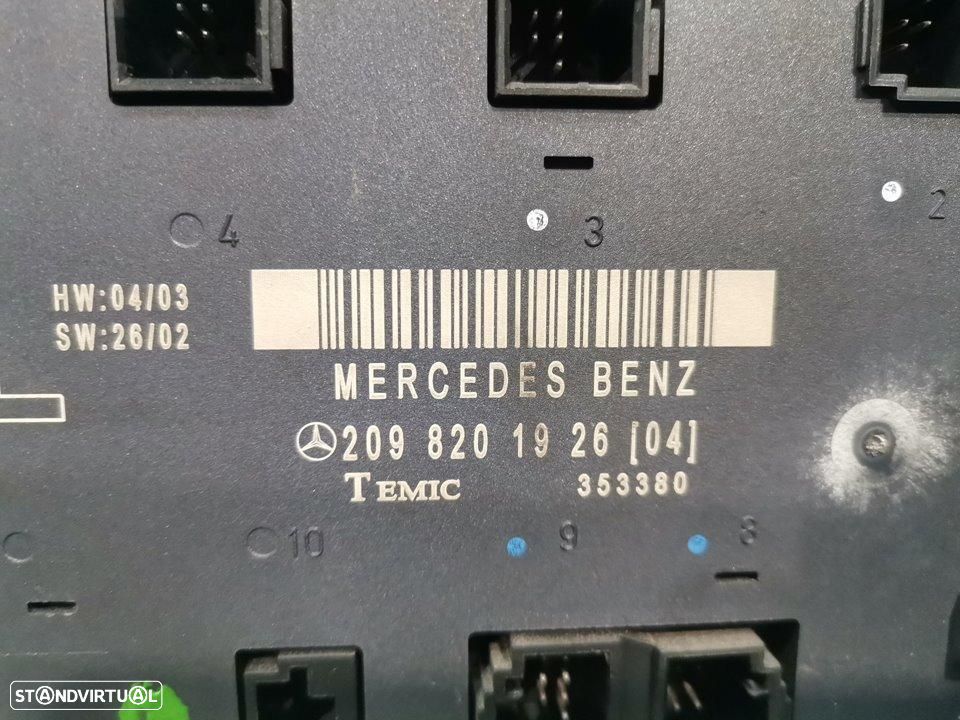 4
3
2
HW:04/03
SW:26/02
MERCEDES BENZ
209 820 19 26 [04]
TEMIC 353380
10
9
8
STANDVIRTUAL